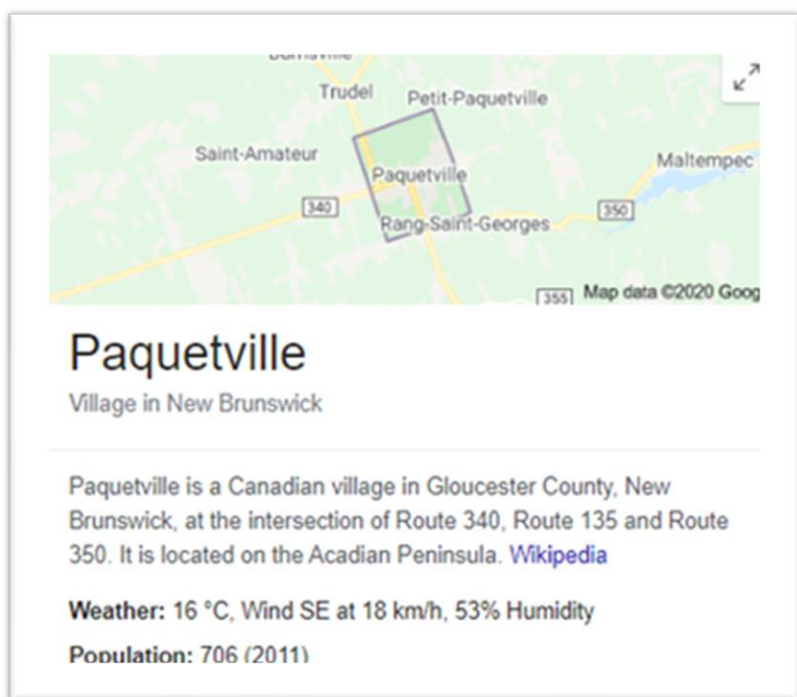 Trudel
Petit-Paquetville
Saint-Amateur
Maltempec
Paquetville
340
350
Rang-Saint-Georges
355 Map data ©2020 Goog
Paquetville
Village in New Brunswick
Paquetville is a Canadian village in Gloucester County, New
Brunswick, at the intersection of Route 340, Route 135 and Route
350. It is located on the Acadian Peninsula. Wikipedia
Weather: 16 °C, Wind SE at 18 km/h, 53% Humidity
Population: 706 (2011)